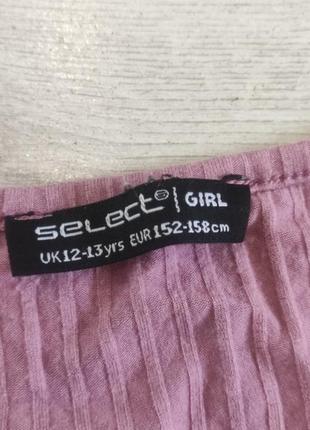 select | GIRL
UK12-13yrs EUR152-158cm